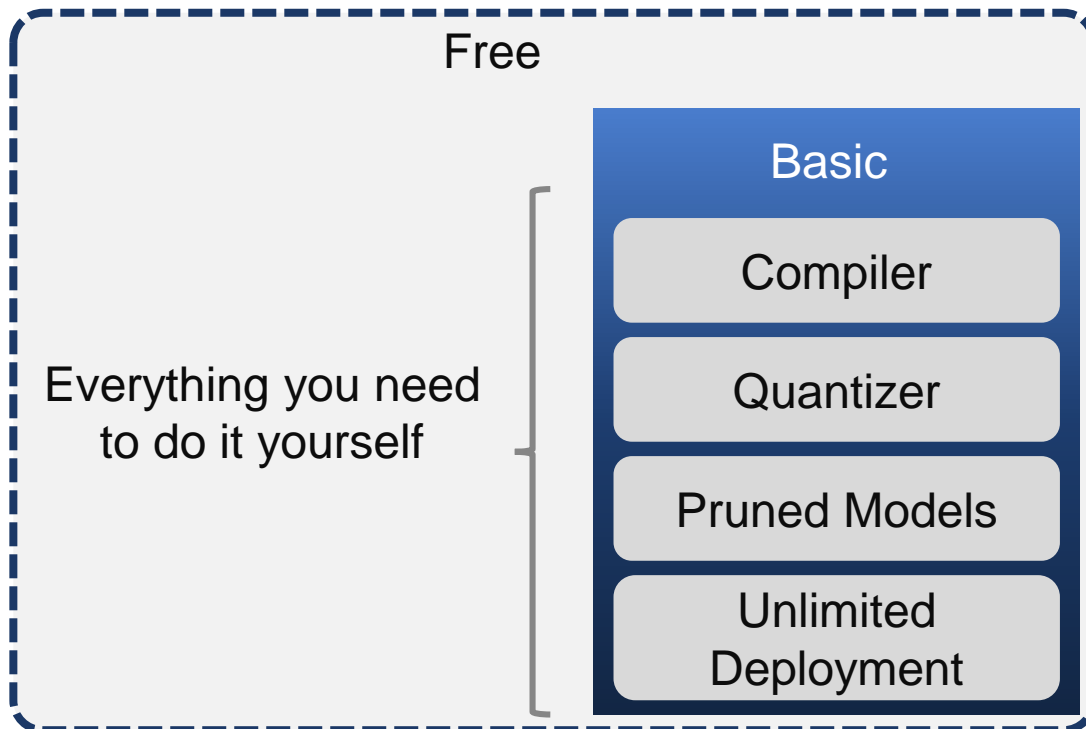 Free
Everything you need
to do it yourself
Basic
Compiler
Quantizer
Pruned Models
Unlimited
Deployment